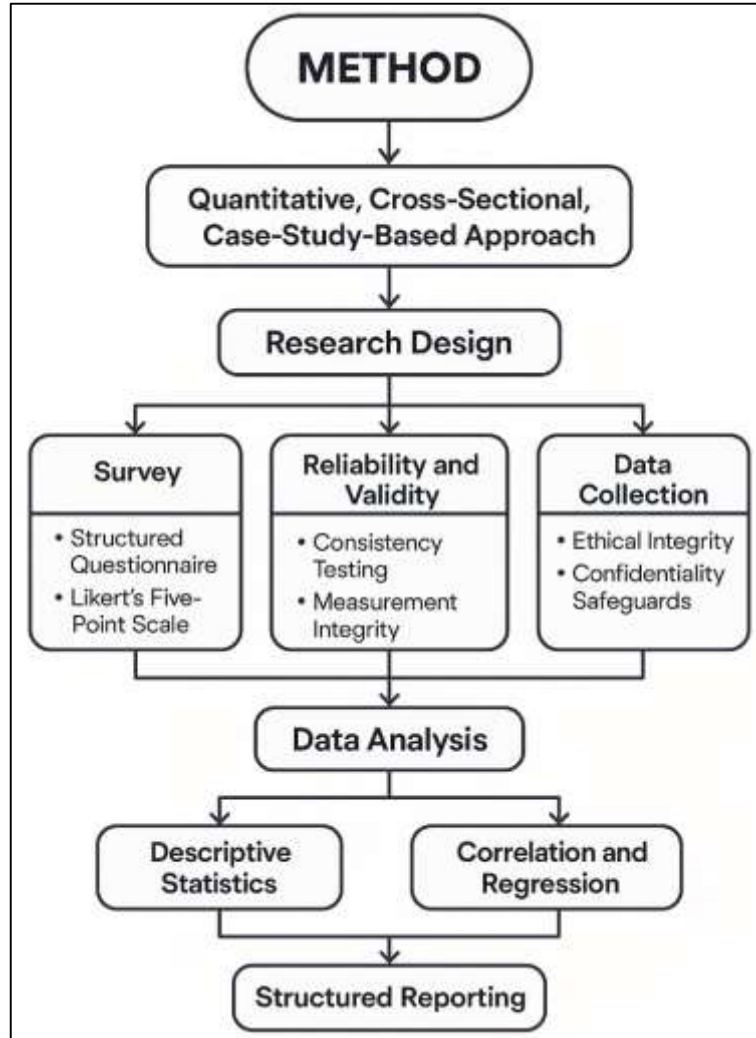 METHOD
Quantitative, Cross-Sectional,
Case-Study-Based Approach
Research Design
Survey
• Structured
Questionnaire
• Likert's Five-
Point Scale
Reliability and
Validity
• Consistency
Testing
• Measurement
Integrity
Data
Collection
• Ethical Integrity
• Confidentiality
Safeguards
Data Analysis
Descriptive
Statistics
Correlation and
Regression
Structured Reporting